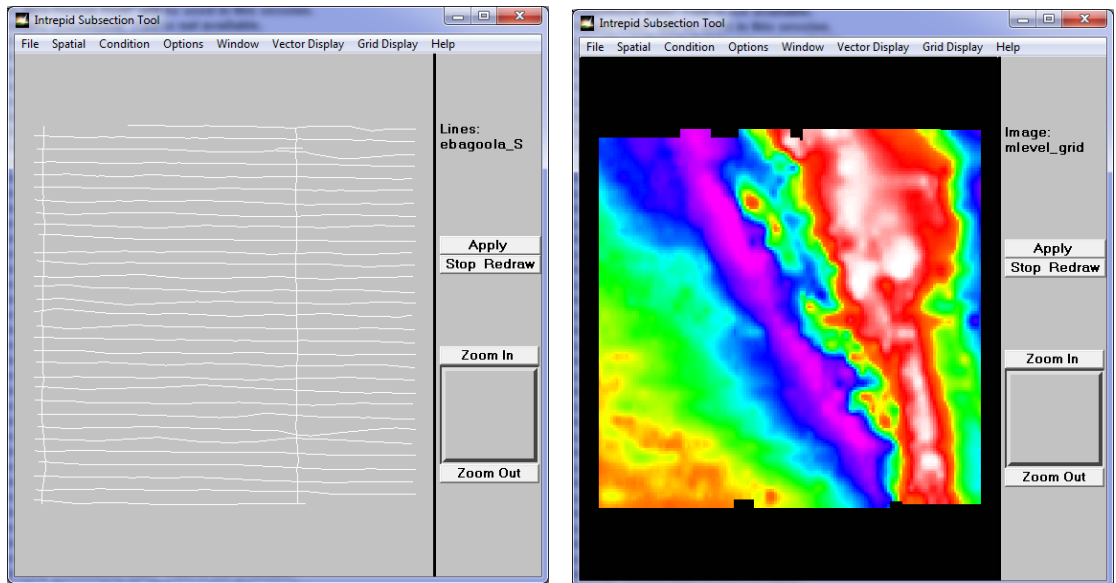 Intrepid Subsection Tool
File Spatial Condition Options Window Vector Display Grid Display Help
Lines:
ebagoola_S
Apply
Stop Redraw
Zoom In
Zoom Out
Intrepid Subsection Tool
File Spatial Condition Options Window Vector Display Grid Display Help
Image:
mlevel_grid
Apply
Stop Redraw
Zoom In
Zoom Out